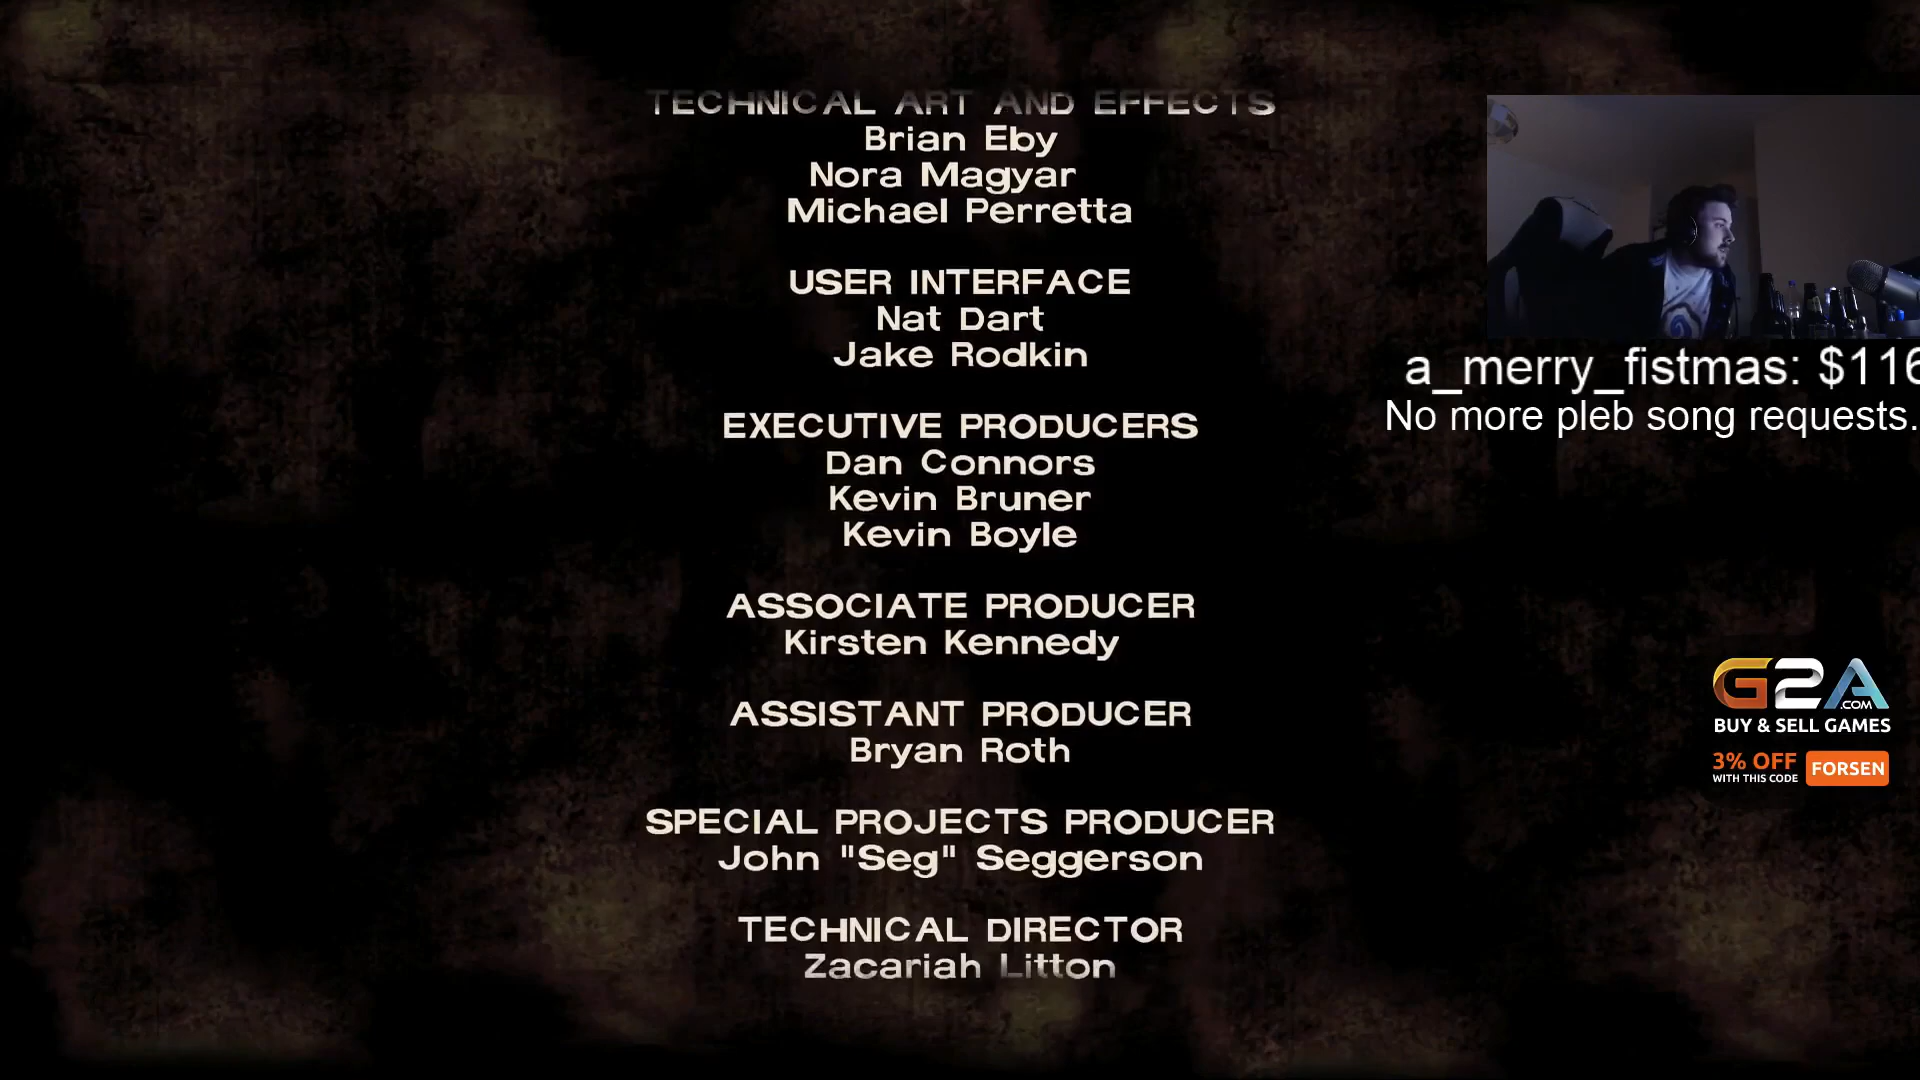 TECHNICAL ART AND EFFECTS
Brian Eby
Nora Magyar
Michael Perretta
USER INTERFACE
Nat Dart
Jake Rodkin
EXECUTIVE PRODUCERS
Dan Connors
Kevin Bruner
Kevin Boyle
ASSOCIATE PRODUCER
Kirsten Kennedy
ASSISTANT PRODUCER
Bryan Roth
SPECIAL PROJECTS PRODUCER
John "Seg" Seggerson
TECHNICAL DIRECTOR
Zacariah Litton
a_merry_fistmas: $116
No more pleb song requests.
G2A
.COM
BUY & SELL GAMES
3% OFF
WITH THIS CODE
FORSEN